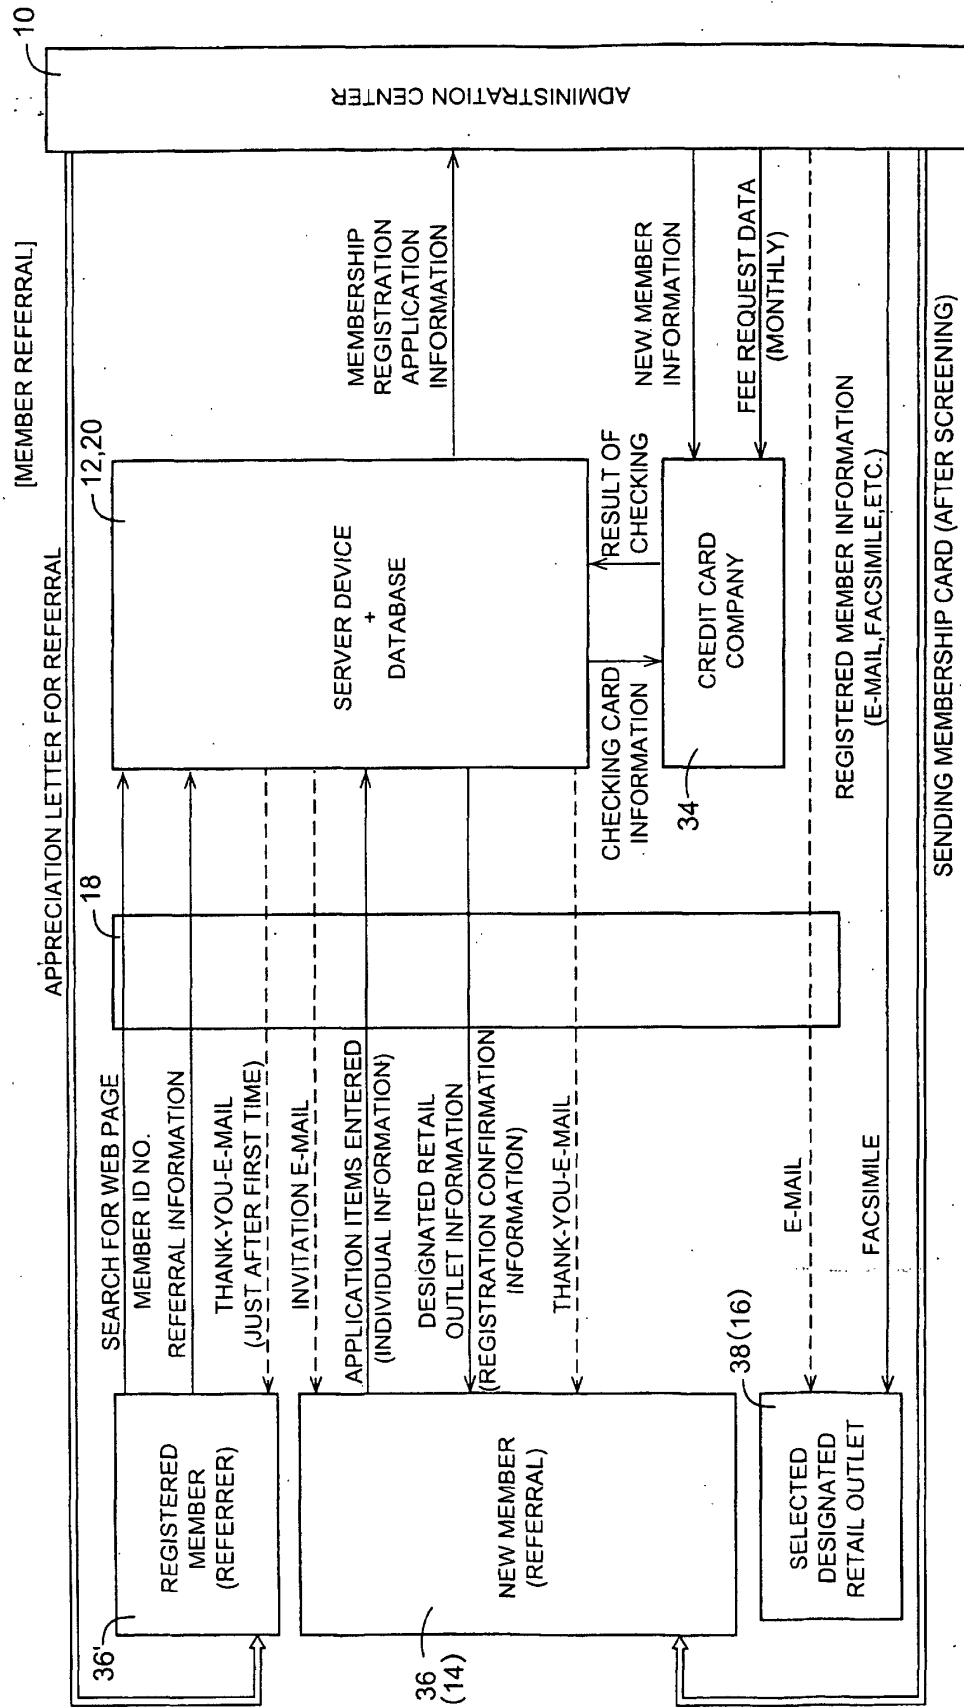 [MEMBER REFERRAL]
10
APPRECIATION LETTER FOR REFERRAL
ADMINISTRATION CENTER
12,20
SERVER DEVICE
+
DATABASE
MEMBERSHIP
REGISTRATION
APPLICATION
INFORMATION
18
SEARCH FOR WEB PAGE
MEMBER ID NO.
REFERRAL INFORMATION
THANK-YOU-E-MAIL
(JUST AFTER FIRST TIME)
INVITATION E-MAIL
APPLICATION ITEMS ENTERED
(INDIVIDUAL INFORMATION)
DESIGNATED RETAIL
OUTLET INFORMATION
(REGISTRATION CONFIRMATION
INFORMATION)
THANK-YOU-E-MAIL
REGISTERED
MEMBER
(REFERRER)
36'
NEW MEMBER
(REFERRAL)
36
(14)
CHECKING CARD
INFORMATION
RESULT OF
CHECKING
CREDIT CARD
COMPANY
34
NEW MEMBER
INFORMATION
FEE REQUEST DATA
(MONTHLY)
REGISTERED MEMBER INFORMATION
(E-MAIL,FACSIMILE,ETC.)
E-MAIL
FACSIMILE
38(16)
SELECTED
DESIGNATED
RETAIL OUTLET
SENDING MEMBERSHIP CARD (AFTER SCREENING)